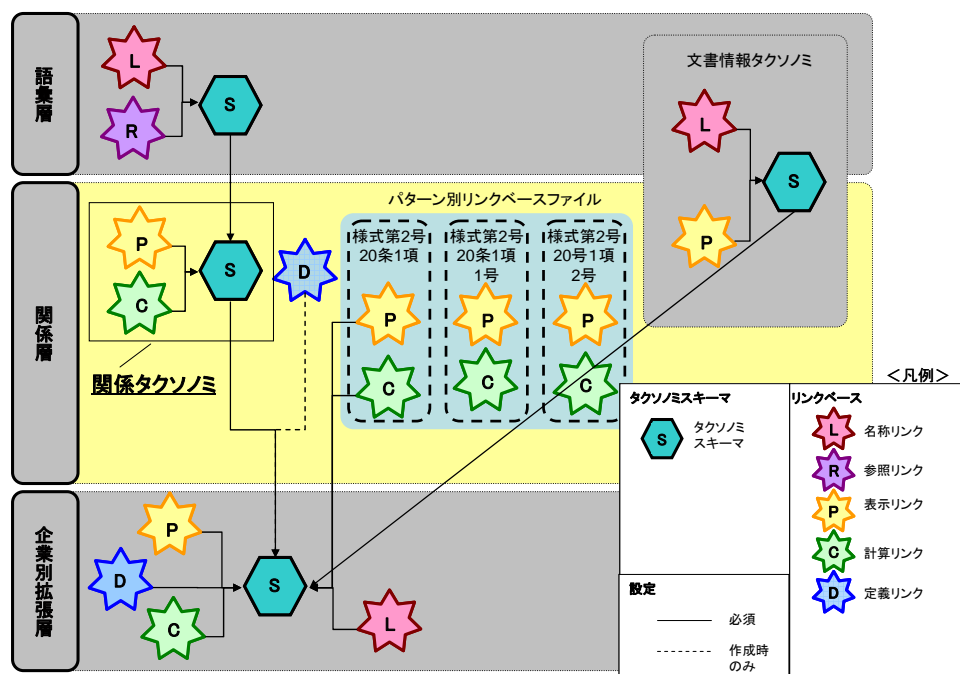 語彙層
L
R
S
文書情報タクソノミ
L
P
S
関係層
P
C
S
関係タクソノミ
D
パターン別リンクベースファイル
様式第2号
20条1項
P
C
様式第2号
20条1項
1号
P
C
様式第2号
20号1項
2号
P
C
企業別拡張層
P
D
C
S
L
<凡例>
タクソノミスキーマ
S
タクソノミ
スキーマ
リンクベース
L
名称リンク
R
参照リンク
P
表示リンク
C
計算リンク
D
定義リンク
設定
必須
作成時
のみ